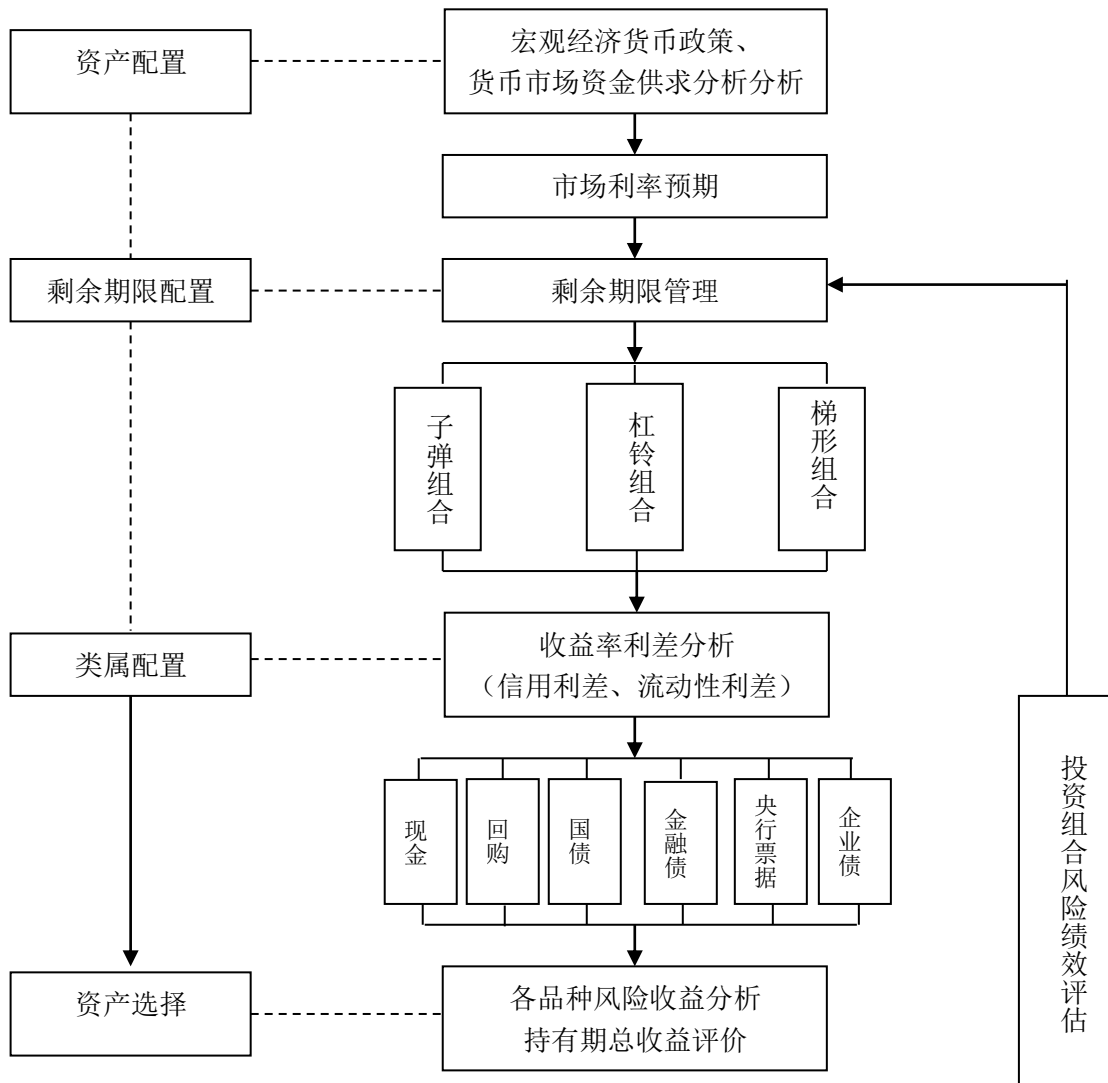 资产配置
宏观经济货币政策、
货币市场资金供求分析分析
市场利率预期
剩余期限配置
剩余期限管理
子弹组合
杠铃组合
梯形组合
类属配置
收益率利差分析
（信用利差、流动性利差）
现金
回购
国债
金融债
央行票据
企业债
投资组合风险绩效评估
资产选择
各品种风险收益分析
持有期总收益评价